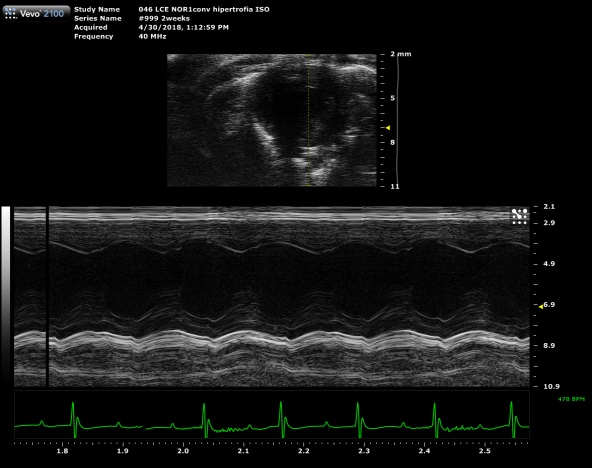 Vevo 2100
Study Name 046 LCE NOR1conv hipertrofia ISO
Series Name #999 2weeks
Acquired 4/30/2018, 1:12:59 PM
Frequency 40 MHz
2 mm
5
8
11
2.1
2.9
4.9
6.9
8.9
10.9
470 BPM
1.8 1.9 2.0 2.1 2.2 2.3 2.4 2.5